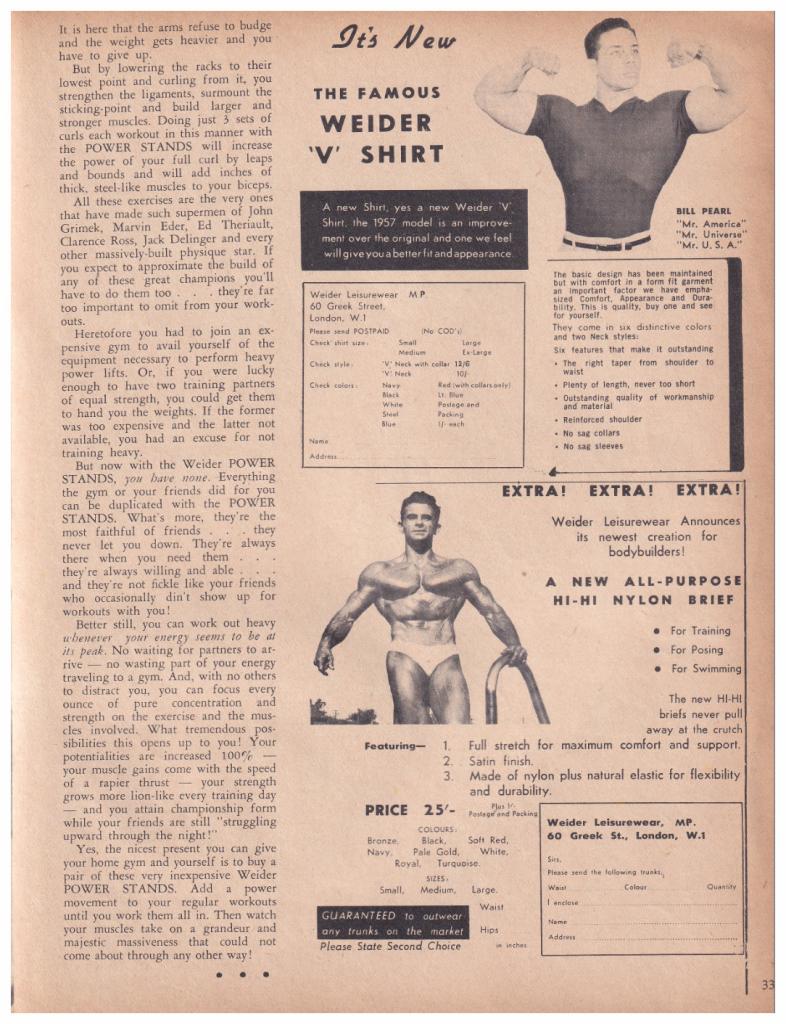 It is here that the arms refuse to budge
and the weight gets heavier and you
have to give up.
But by lowering the racks to their
lowest point and curling from it, you
strengthen the ligaments, surmount the
sticking-point and build larger and
stronger muscles. Doing just 3 sets of
curls each workout in this manner with
the POWER STANDS will increase
the power of your full curl by leaps
and bounds and will add inches of
thick, steel-like muscles to your biceps.
All these exercises are the very ones
that have made such supermen of John
Grimek, Marvin Eder, Ed Theriault,
Clarence Ross, Jack Delinger and every
other massively-built physique star. If
you expect to approximate the build of
any of these great champions you'll
have to do them too . . . they're far
too important to omit from your work-
outs.
Heretofore you had to join an ex-
pensive gym to avail yourself of the
equipment necessary to perform heavy
power lifts. Or, if you were lucky
enough to have two training partners
of equal strength, you could get them
to hand you the weights. If the former
was too expensive and the latter not
available, you had an excuse for not
training heavy.
But now with the Weider POWER
STANDS, you have none. Everything
the gym or your friends did for you
can be duplicated with the POWER
STANDS. What's more, they're the
most faithful of friends . . . they
never let you down. They're always
there when you need them . . .
they're always willing and able . . .
and they're not fickle like your friends
who occasionally din't show up for
workouts with you!
Better still, you can work out heavy
whenever your energy seems to be at
its peak. No waiting for partners to ar-
rive — no wasting part of your energy
traveling to a gym. And, with no others
to distract you, you can focus every
ounce of pure concentration and
strength on the exercise and the mus-
cles involved. What tremendous pos-
sibilities this opens up to you! Your
potentialities are increased 100% —
your muscle gains come with the speed
of a rapier thrust — your strength
grows more lion-like every training day
— and you attain championship form
while your friends are still "struggling
upward through the night!"
Yes, the nicest present you can give
your home gym and yourself is to buy a
pair of these very inexpensive Weider
POWER STANDS. Add a power
movement to your regular workouts
until you work them all in. Then watch
your muscles take on a grandeur and
majestic massiveness that could not
come about through any other way!
• • •
It's New
THE FAMOUS
WEIDER
'V' SHIRT
BILL PEARL
"Mr. America"
"Mr. Universe"
"Mr. U. S. A."
A new Shirt, yes a new Weider 'V'
Shirt, the 1957 model is an improve-
ment over the original and one we feel
will give you a better fit and appearance
Weider Leisurewear M P.
60 Greek Street,
London, W.1
Please send POSTPAID (No COD's)
Check shirt size: Small Large
Medium Ex-Large
Check style: 'V' Neck with collar 12/6
'V' Neck 10/-
Check colors: Navy Red (with collars only)
Black Lt. Blue
White Postage and
Steel Packing
Blue 1/- each
Name
Address
The basic design has been maintained
but with comfort in a form fit garment
an important factor we have empha-
sized Comfort, Appearance and Dura-
bility. This is quality, buy one and see
for yourself.
They come in six distinctive colors
and two Neck styles:
Six features that make it outstanding
• The right taper from shoulder to
waist
• Plenty of length, never too short
• Outstanding quality of workmanship
and material
• Reinforced shoulder
• No sag collars
• No sag sleeves
EXTRA! EXTRA! EXTRA!
Weider Leisurewear Announces
its newest creation for
bodybuilders!
A NEW ALL-PURPOSE
HI-HI NYLON BRIEF
• For Training
• For Posing
• For Swimming
The new HI-HI
briefs never pull
away at the crutch
Featuring— 1. Full stretch for maximum comfort and support.
2. Satin finish.
3. Made of nylon plus natural elastic for flexibility
and durability.
PRICE 25'- Plus 1/-
Postage and Packing
COLOURS:
Bronze, Black, Soft Red,
Navy, Pale Gold, White,
Royal, Turquoise.
SIZES:
Small, Medium, Large.
Waist
Hips
in inches
GUARANTEED to outwear
any trunks on the market
Please State Second Choice
Weider Leisurewear, MP.
60 Greek St., London, W.1
Sirs,
Please send the following trunks.
Waist Colour Quantity
I enclose
Name
Address
33